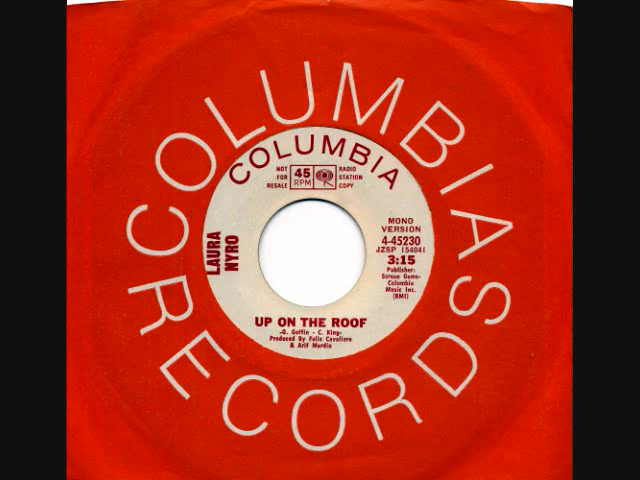 COLUMBIA
RECORDS
COLUMBIA
NOT
FOR
RESALE
45
RPM
RADIO
STATION
COPY
MONO
VERSION
4-45230
JZSP 154041
3:15
Publisher:
Screen Gems-
Columbia
Music Inc.
(BMI)
LAURA
NYRO
UP ON THE ROOF
-G. Goffin - C. King-
Produced By Felix Cavaliere
& Arif Mardin